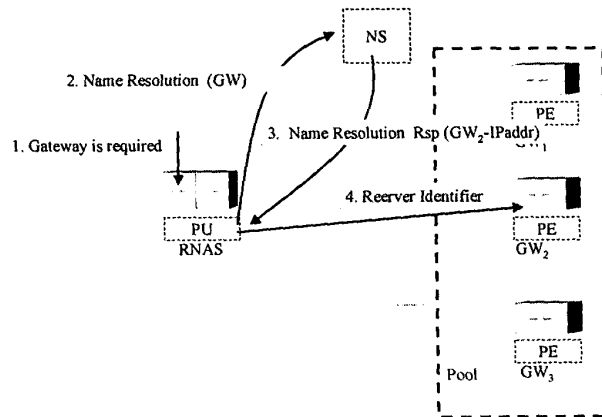 NS
2. Name Resolution (GW)
PE
GW1
3. Name Resolution Rsp (GW2-IPaddr)
1. Gateway is required
4. Reerver Identifier
PU
RNAS
PE
GW2
PE
GW3
Pool